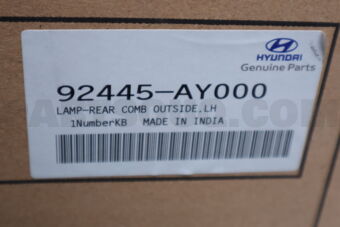 HYUNDAI
Genuine Parts
92445-AY000
LAMP-REAR COMB OUTSIDE,LH
1NumberKB MADE IN INDIA